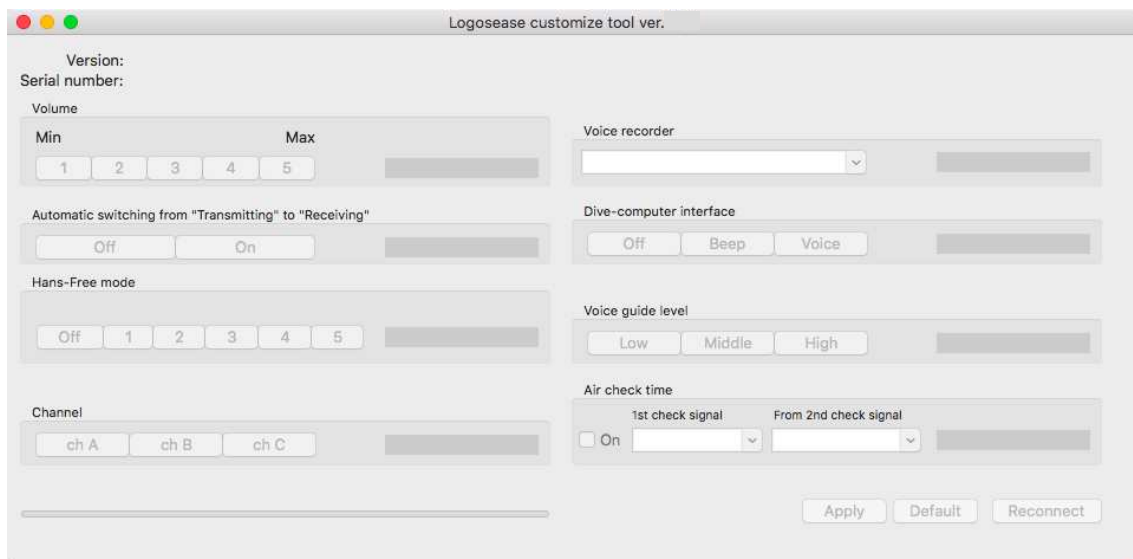 Logosease customize tool ver.
Version:
Serial number:
Volume
Min Max
1 2 3 4 5
Automatic switching from "Transmitting" to "Receiving"
Off On
Hans-Free mode
Off 1 2 3 4 5
Channel
ch A ch B ch C
Voice recorder
Dive-computer interface
Off Beep Voice
Voice guide level
Low Middle High
Air check time
1st check signal From 2nd check signal
On
Apply Default Reconnect